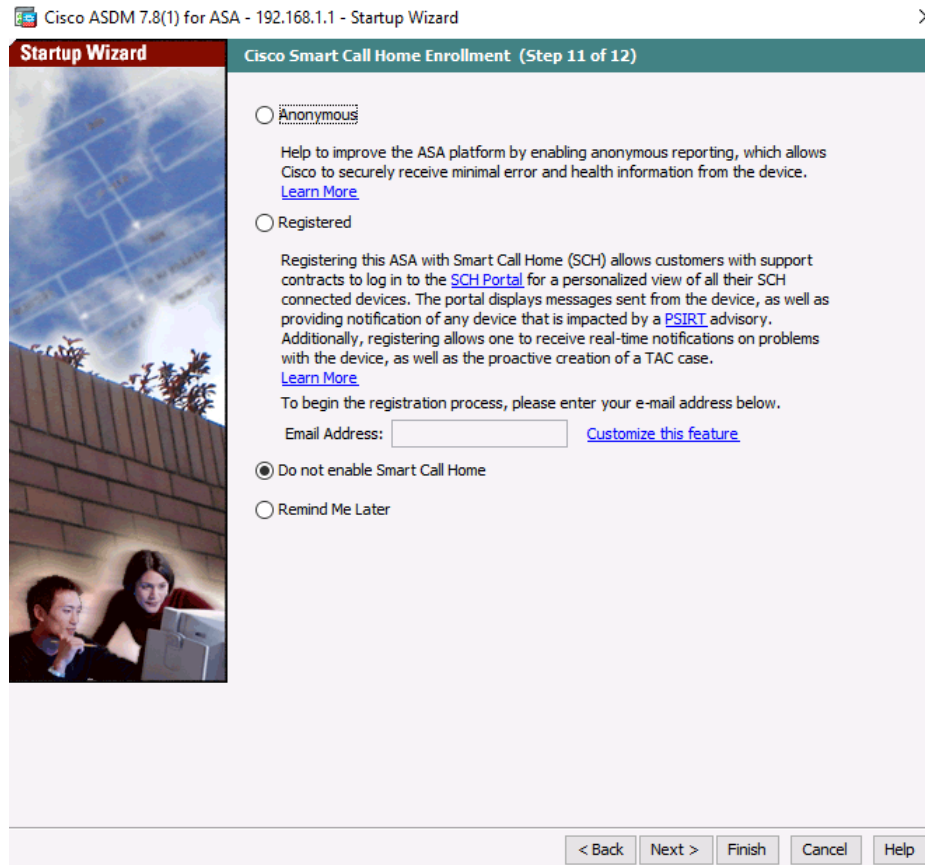 Cisco ASDM 7.8(1) for ASA - 192.168.1.1 - Startup Wizard
Startup Wizard
Cisco Smart Call Home Enrollment (Step 11 of 12)
Anonymous
Help to improve the ASA platform by enabling anonymous reporting, which allows
Cisco to securely receive minimal error and health information from the device.
Learn More
Registered
Registering this ASA with Smart Call Home (SCH) allows customers with support
contracts to log in to the SCH Portal for a personalized view of all their SCH
connected devices. The portal displays messages sent from the device, as well as
providing notification of any device that is impacted by a PSIRT advisory.
Additionally, registering allows one to receive real-time notifications on problems
with the device, as well as the proactive creation of a TAC case.
Learn More
To begin the registration process, please enter your e-mail address below.
Email Address: Customize this feature
Do not enable Smart Call Home
Remind Me Later
< Back Next > Finish Cancel Help